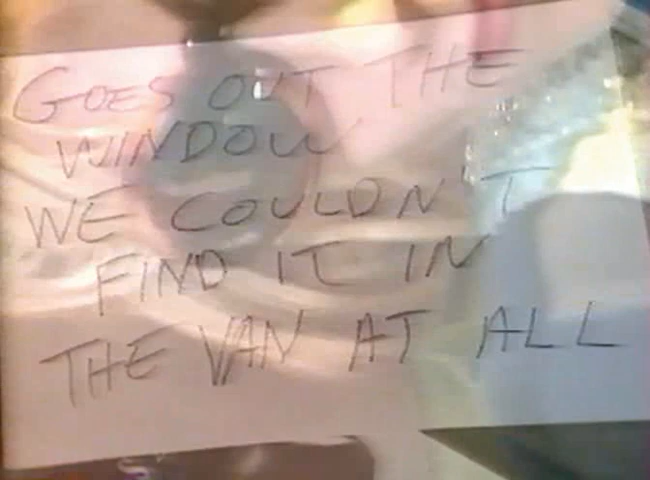 GOES OUT THE
WINDOW
WE COULDN'T
FIND IT IN
THE VAN AT ALL